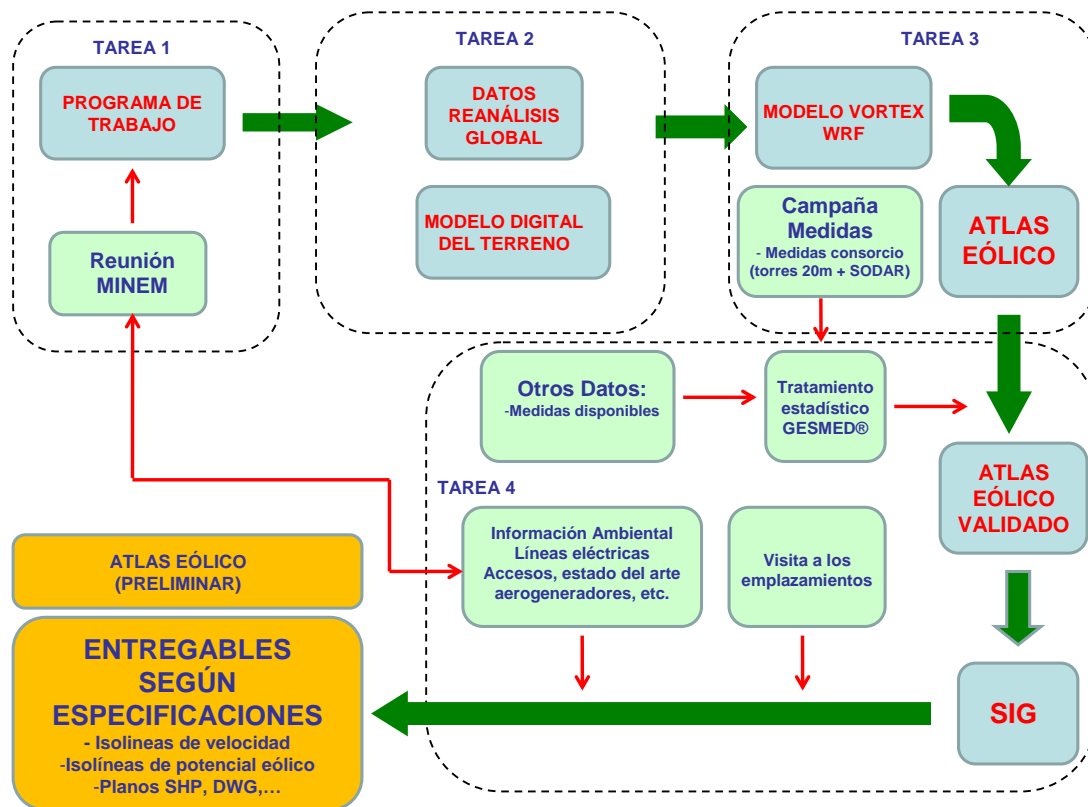 TAREA 1
PROGRAMA DE
TRABAJO
Reunión
MINEM
TAREA 2
DATOS
REANÁLISIS
GLOBAL
MODELO DIGITAL
DEL TERRENO
TAREA 3
MODELO VORTEX
WRF
Campaña
Medidas
- Medidas consorcio
(torres 20m + SODAR)
ATLAS
EÓLICO
Otros Datos:
-Medidas disponibles
Tratamiento
estadístico
GESMED®
ATLAS
EÓLICO
VALIDADO
TAREA 4
Información Ambiental
Líneas eléctricas
Accesos, estado del arte
aerogeneradores, etc.
Visita a los
emplazamientos
SIG
ATLAS EÓLICO
(PRELIMINAR)
ENTREGABLES
SEGÚN
ESPECIFICACIONES
- Isolineas de velocidad
-Isolíneas de potencial eólico
-Planos SHP, DWG,...